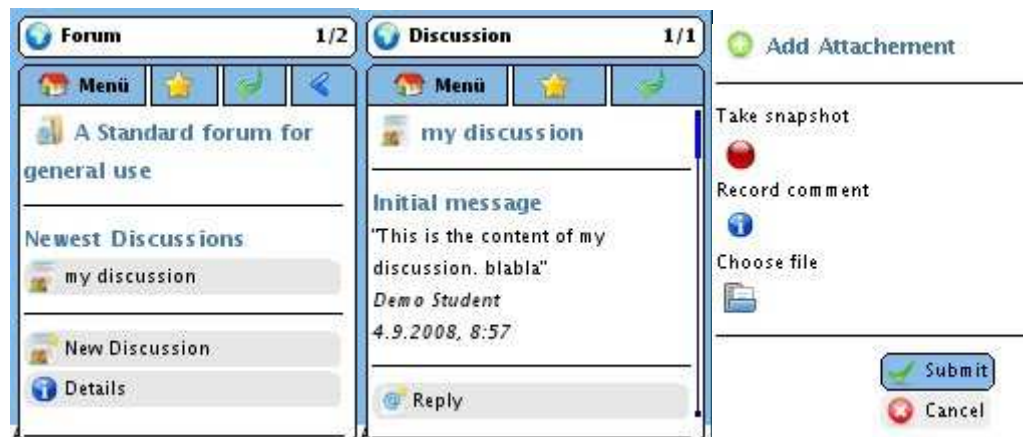 Forum 1/2
Menü
A Standard forum for
general use
Newest Discussions
my discussion
New Discussion
Details
Discussion 1/1
Menü
my discussion
Initial message
"This is the content of my
discussion. blabla"
Demo Student
4.9.2008, 8:57
Reply
Add Attachement
Take snapshot
Record comment
Choose file
Submit
Cancel